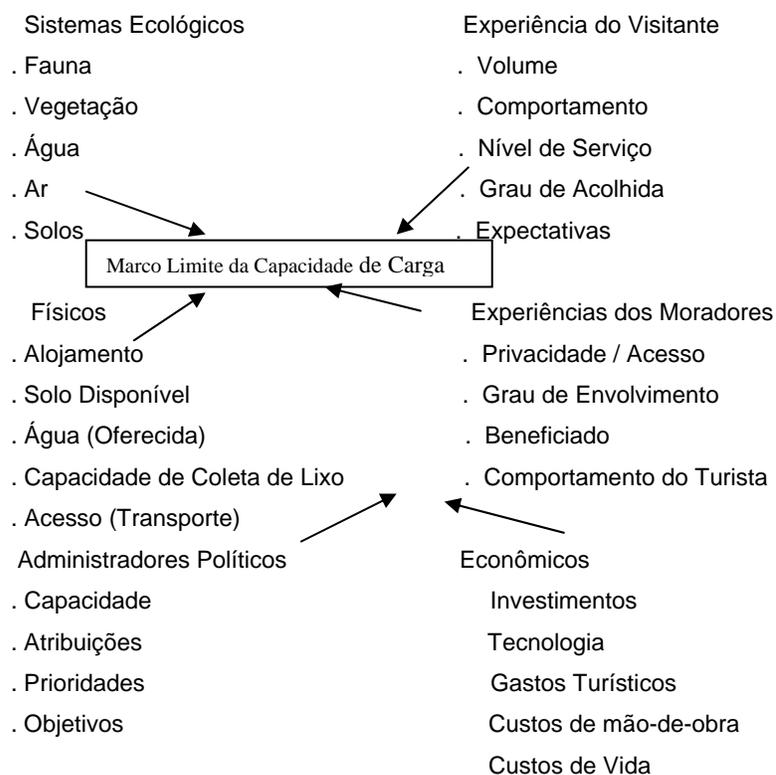 Sistemas Ecológicos
. Fauna
. Vegetação
. Água
. Ar
. Solos
Experiência do Visitante
. Volume
. Comportamento
. Nível de Serviço
. Grau de Acolhida
. Expectativas
Marco Limite da Capacidade de Carga
Físicos
. Alojamento
. Solo Disponível
. Água (Oferecida)
. Capacidade de Coleta de Lixo
. Acesso (Transporte)
Experiências dos Moradores
. Privacidade / Acesso
. Grau de Envolvimento
. Beneficiado
. Comportamento do Turista
Administradores Políticos
. Capacidade
. Atribuições
. Prioridades
. Objetivos
Econômicos
Investimentos
Tecnologia
Gastos Turísticos
Custos de mão-de-obra
Custos de Vida